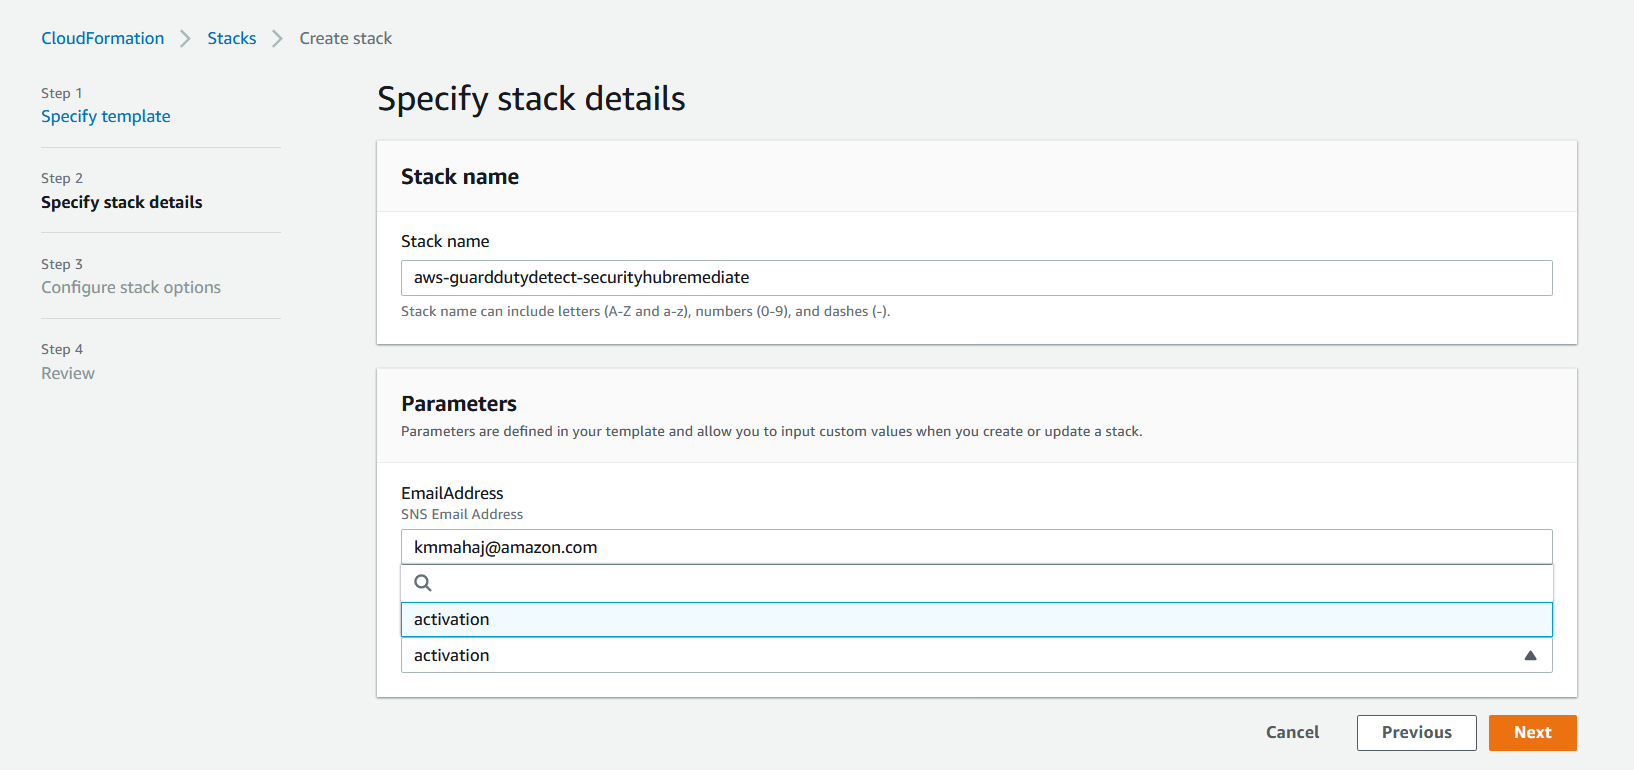 CloudFormation > Stacks > Create stack
Step 1
Specify template
Step 2
Specify stack details
Step 3
Configure stack options
Step 4
Review
Specify stack details
Stack name
Stack name
aws-guarddutydetect-securityhubremediate
Stack name can include letters (A-Z and a-z), numbers (0-9), and dashes (-).
Parameters
Parameters are defined in your template and allow you to input custom values when you create or update a stack.
EmailAddress
SNS Email Address
kmmahaj@amazon.com
activation
activation
Cancel Previous Next